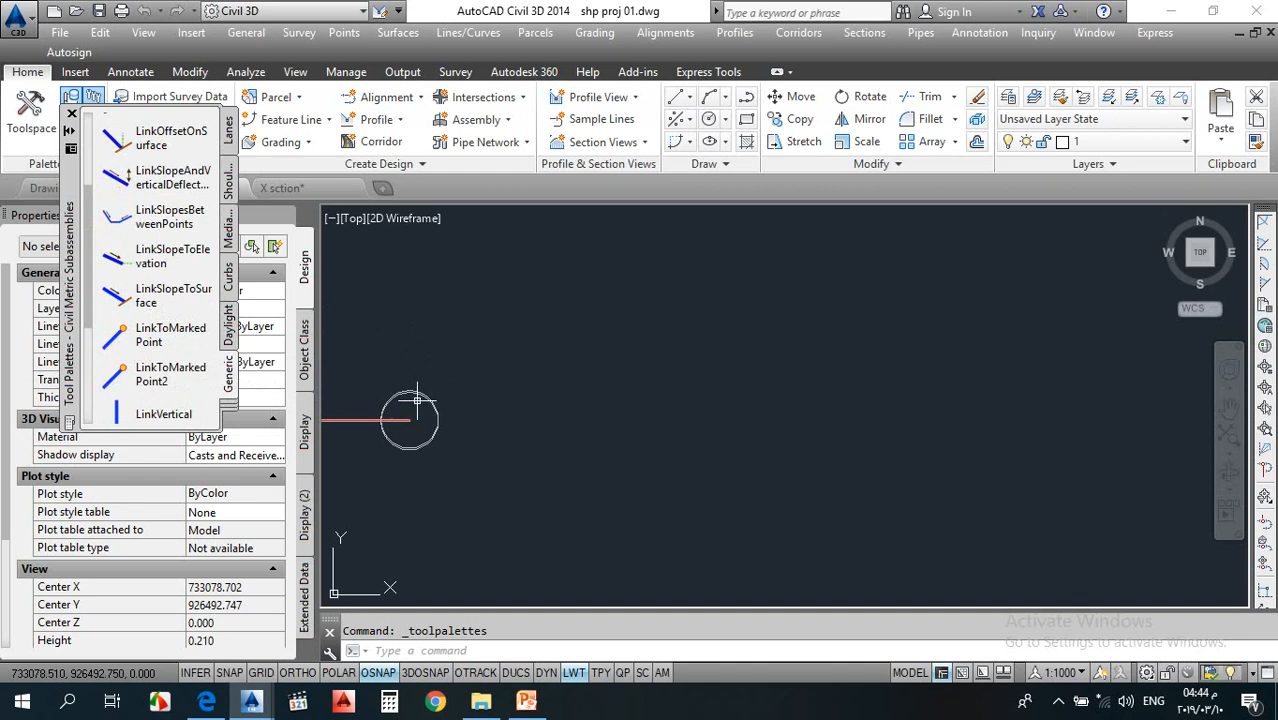 Civil 3D
AutoCAD Civil 3D 2014    shp proj 01.dwg
Type a keyword or phrase
Sign In
File Edit View Insert General Survey Points Surfaces Lines/Curves Parcels Grading Alignments Profiles Corridors Sections Pipes Annotation Inquiry Window Express
Autosign
Home Insert Annotate Modify Analyze View Manage Output Survey Autodesk 360 Help Add-ins Express Tools
Import Survey Data Parcel Alignment Intersections Profile View Move Rotate Trim
Toolspace Feature Line Profile Assembly Sample Lines Copy Mirror Fillet Unsaved Layer State Paste
Grading Corridor Pipe Network Section Views Stretch Scale Array 1
Create Design Profile & Section Views Draw Modify Layers Clipboard
X sction*
LinkOffsetOnS
urface
LinkSlopeAndV
erticalDeflect...
LinkSlopesBet
weenPoints
LinkSlopeToEle
vation
LinkSlopeToSur
face
LinkToMarked
Point
LinkToMarked
Point2
LinkVertical
Lanes
Shoul...
Media...
Curbs
Daylight
Generic
Tool Palettes - Civil Metric Subassemblies
Properties
No sele
Design
Object Class
Display
Display (2)
Extended Data
3D Visu
Material ByLayer
Shadow display Casts and Receive...
Plot style
Plot style ByColor
Plot style table None
Plot table attached to Model
Plot table type Not available
View
Center X 733078.702
Center Y 926492.747
Center Z 0.000
Height 0.210
[−][Top][2D Wireframe]
N
W TOP E
S
WCS
Y
X
Command: _toolpalettes
Type a command
Activate Windows
Go to Settings to activate Windows.
733078.510, 926492.750, 0.000 INFER SNAP GRID ORTHO POLAR OSNAP 3DOSNAP OTRACK DUCS DYN LWT TPY QP SC AM MODEL 1:1000
ENG
04:44 م
٢٠١٩/٠٣/١٠